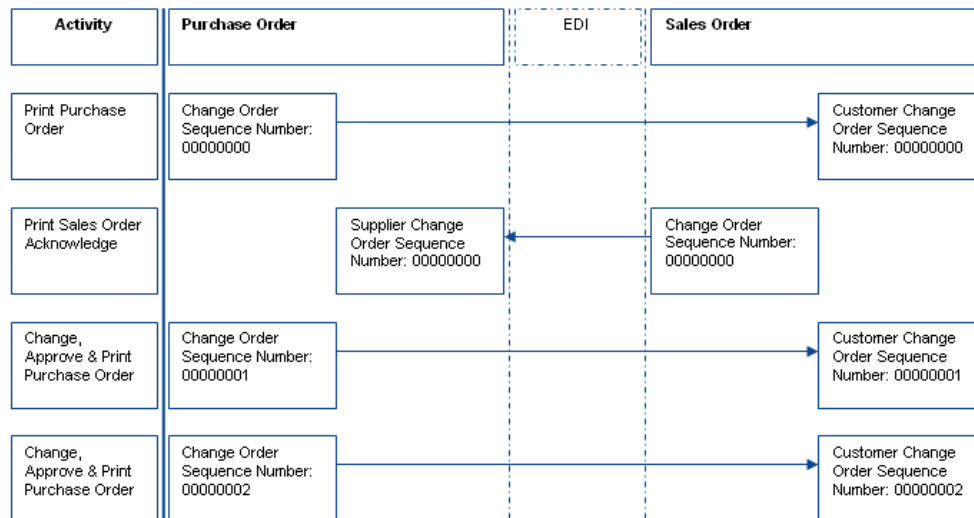 Activity
Purchase Order
EDI
Sales Order
Print Purchase
Order
Change Order
Sequence Number:
00000000
Customer Change
Order Sequence
Number: 00000000
Print Sales Order
Acknowledge
Supplier Change
Order Sequence
Number: 00000000
Change Order
Sequence Number:
00000000
Change,
Approve & Print
Purchase Order
Change Order
Sequence Number:
00000001
Customer Change
Order Sequence
Number: 00000001
Change,
Approve & Print
Purchase Order
Change Order
Sequence Number:
00000002
Customer Change
Order Sequence
Number: 00000002